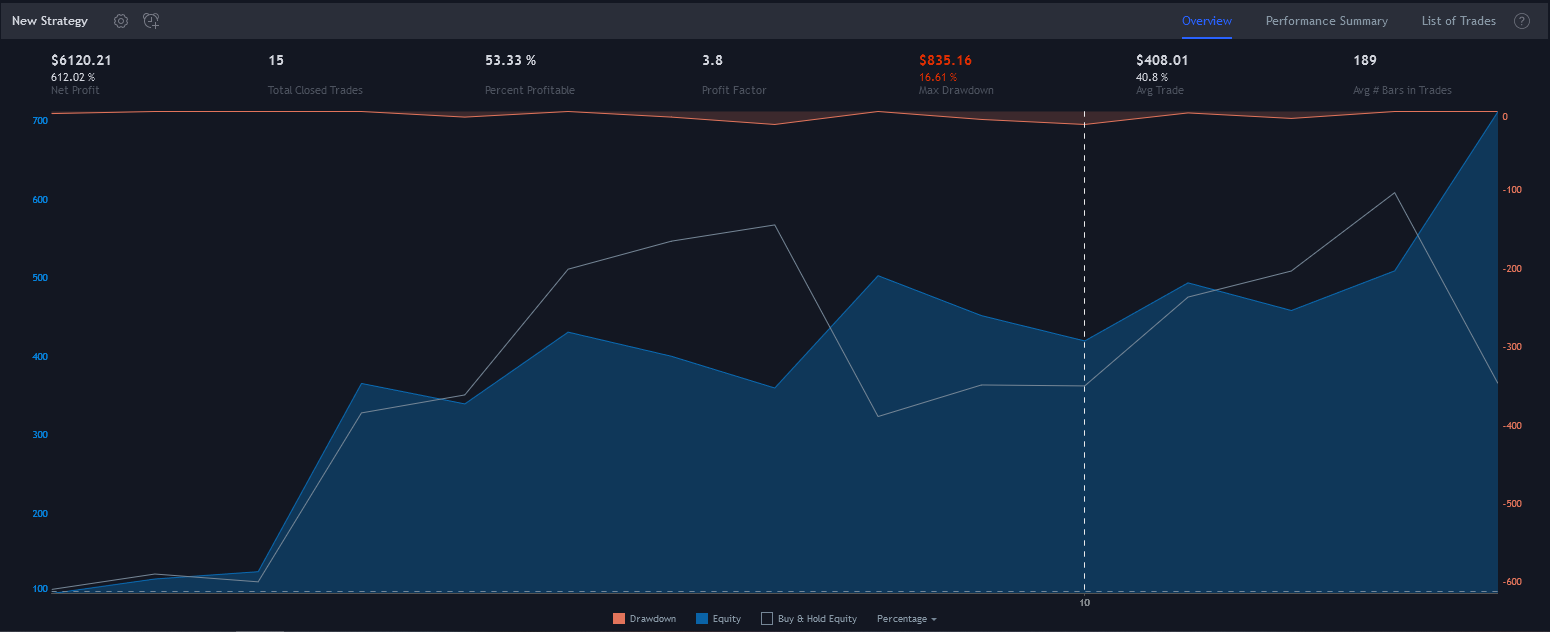 New Strategy Overview Performance Summary List of Trades ?
$6120.21 15 53.33 % 3.8 $835.16 $408.01 189
612.02 % 16.61 % 40.8 %
Net Profit Total Closed Trades Percent Profitable Profit Factor Max Drawdown Avg Trade Avg # Bars in Trades
700 0
600 -100
500 -200
400 -300
300 -400
200 -500
100 -600
10
Drawdown Equity Buy & Hold Equity Percentage